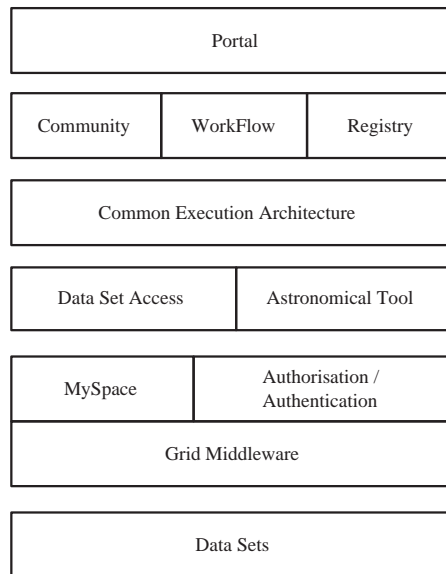 Portal
Community WorkFlow Registry
Common Execution Architecture
Data Set Access Astronomical Tool
MySpace Authorisation /
Authentication
Grid Middleware
Data Sets